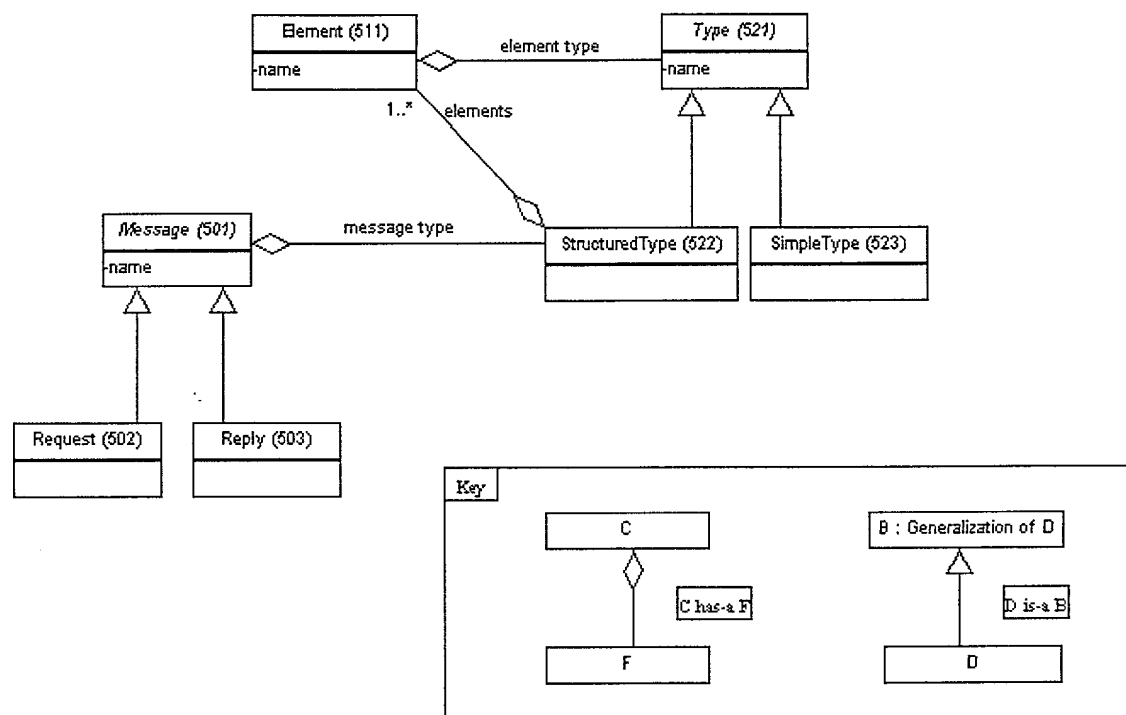 Element (511)
-name
element type
Type (521)
-name
1..*
elements
Message (501)
-name
message type
StructuredType (522)
SimpleType (523)
Request (502)
Reply (503)
Key
C
C has-a F
F
B : Generalization of D
D is-a B
D